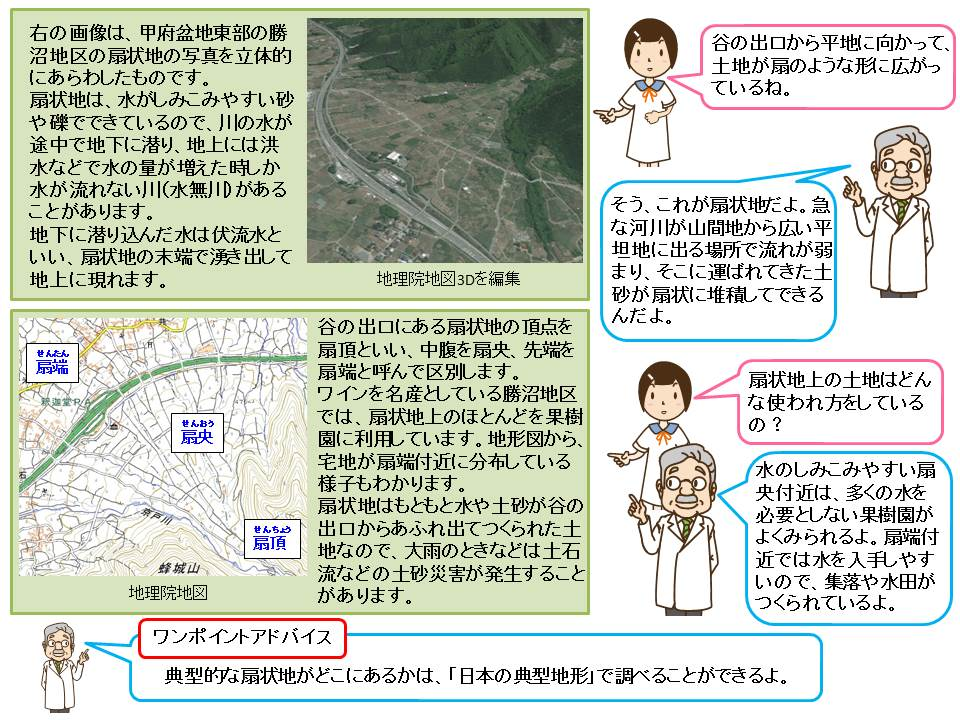 右の画像は、甲府盆地東部の勝
沼地区の扇状地の写真を立体的
にあらわしたものです。
扇状地は、水がしみこみやすい砂
や礫でできているので、川の水が
途中で地下に潜り、地上には洪
水などで水の量が増えた時しか
水が流れない川(水無川)がある
ことがあります。
地下に潜り込んだ水は伏流水と
いい、扇状地の末端で湧き出して
地上に現れます。
地理院地図3Dを編集
谷の出口から平地に向かって、
土地が扇のような形に広がっ
ているね。
そう、これが扇状地だよ。急
な河川が山間地から広い平
坦地に出る場所で流れが弱
まり、そこに運ばれてきた土
砂が扇状に堆積してできる
んだよ。
せんたん
扇端
釈迦堂PA
せんおう
扇央
京戸川
せんちょう
扇頂
蜂城山
地理院地図
谷の出口にある扇状地の頂点を
扇頂といい、中腹を扇央、先端を
扇端と呼んで区別します。
ワインを名産としている勝沼地区
では、扇状地上のほとんどを果樹
園に利用しています。地形図から、
宅地が扇端付近に分布している
様子もわかります。
扇状地はもともと水や土砂が谷の
出口からあふれ出てつくられた土
地なので、大雨のときなどは土石
流などの土砂災害が発生すること
があります。
扇状地上の土地はどん
な使われ方をしている
の？
水のしみこみやすい扇
央付近は、多くの水を
必要としない果樹園が
よくみられるよ。扇端付
近では水を入手しやす
いので、集落や水田が
つくられているよ。
ワンポイントアドバイス
典型的な扇状地がどこにあるかは、「日本の典型地形」で調べることができるよ。